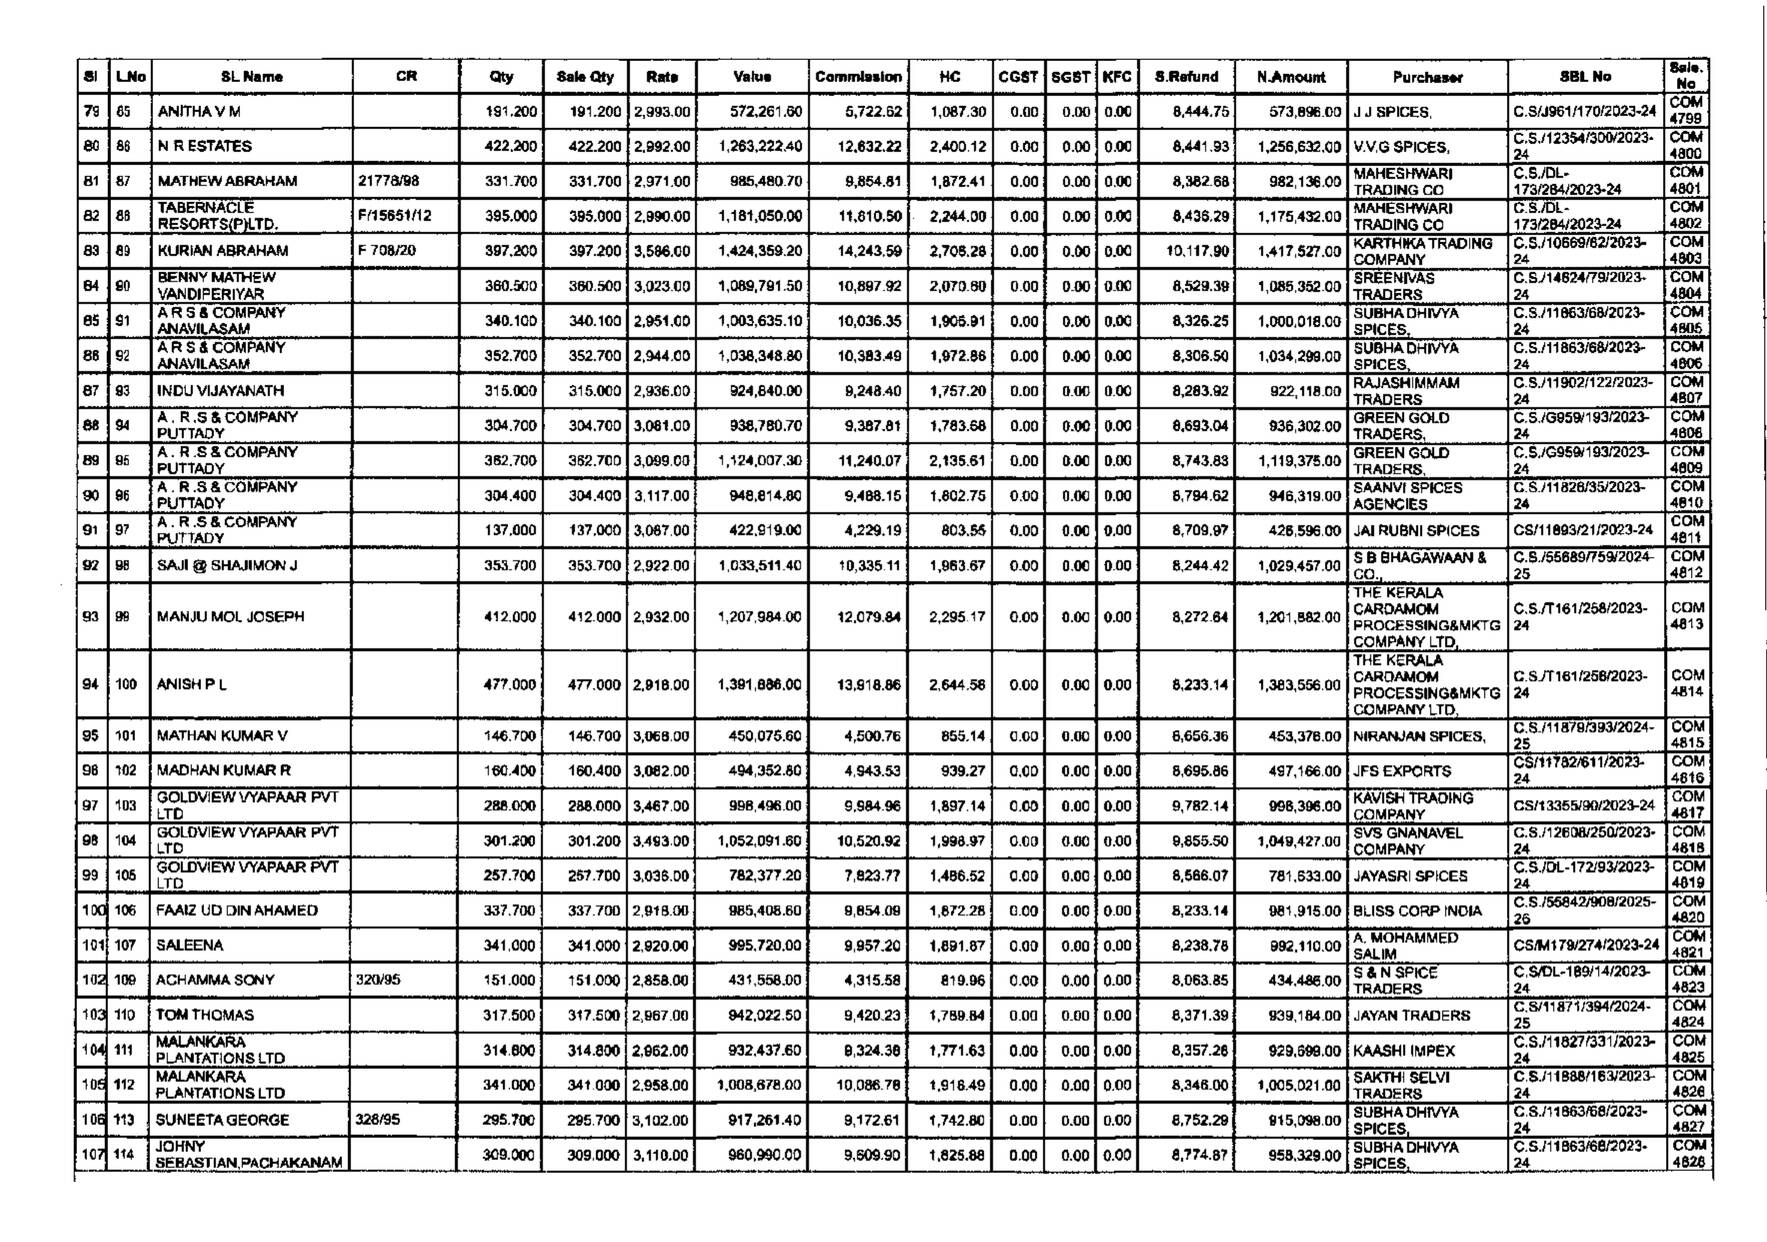 Sl L.No SL Name CR Qty Sale Qty Rate Value Commission HC CGST SGST KFC S.Refund N.Amount Purchaser SBL No Sale. No
79 85 ANITHA V M 191.200 191.200 2,993.00 572,261.60 5,722.62 1,087.30 0.00 0.00 0.00 8,444.75 573,896.00 J J SPICES, C.S/J961/170/2023-24 COM 4799
80 86 N R ESTATES 422.200 422.200 2,992.00 1,263,222.40 12,632.22 2,400.12 0.00 0.00 0.00 8,441.93 1,256,632.00 V.V.G SPICES, C.S./12354/300/2023-24 COM 4800
81 87 MATHEW ABRAHAM 21778/98 331.700 331.700 2,971.00 985,480.70 9,854.81 1,872.41 0.00 0.00 0.00 8,382.68 982,136.00 MAHESHWARI TRADING CO C.S./DL-173/284/2023-24 COM 4801
82 88 TABERNACLE RESORTS(P)LTD. F/15651/12 395.000 395.000 2,990.00 1,181,050.00 11,810.50 2,244.00 0.00 0.00 0.00 8,436.29 1,175,432.00 MAHESHWARI TRADING CO C.S./DL-173/284/2023-24 COM 4802
83 89 KURIAN ABRAHAM F 708/20 397.200 397.200 3,586.00 1,424,359.20 14,243.59 2,706.28 0.00 0.00 0.00 10,117.90 1,417,527.00 KARTHIKA TRADING COMPANY C.S./10669/62/2023-24 COM 4803
84 90 BENNY MATHEW VANDIPERIYAR 360.500 360.500 3,023.00 1,089,791.50 10,897.92 2,070.60 0.00 0.00 0.00 8,529.39 1,085,352.00 SREENIVAS TRADERS C.S./14624/79/2023-24 COM 4804
85 91 A R S & COMPANY ANAVILASAM 340.100 340.100 2,951.00 1,003,635.10 10,036.35 1,906.91 0.00 0.00 0.00 8,326.25 1,000,018.00 SUBHA DHIVYA SPICES, C.S./11863/68/2023-24 COM 4805
86 92 A R S & COMPANY ANAVILASAM 352.700 352.700 2,944.00 1,038,348.80 10,383.49 1,972.86 0.00 0.00 0.00 8,306.50 1,034,299.00 SUBHA DHIVYA SPICES, C.S./11863/68/2023-24 COM 4806
87 93 INDU VIJAYANATH 315.000 315.000 2,936.00 924,840.00 9,248.40 1,757.20 0.00 0.00 0.00 8,283.92 922,118.00 RAJASHIMMAM TRADERS C.S./11902/122/2023-24 COM 4807
88 94 A . R .S & COMPANY PUTTADY 304.700 304.700 3,081.00 938,780.70 9,387.81 1,783.68 0.00 0.00 0.00 8,693.04 936,302.00 GREEN GOLD TRADERS, C.S./G959/193/2023-24 COM 4808
89 95 A . R .S & COMPANY PUTTADY 362.700 362.700 3,099.00 1,124,007.30 11,240.07 2,135.61 0.00 0.00 0.00 8,743.83 1,119,375.00 GREEN GOLD TRADERS, C.S./G959/193/2023-24 COM 4809
90 96 A . R .S & COMPANY PUTTADY 304.400 304.400 3,117.00 948,814.80 9,488.15 1,802.75 0.00 0.00 0.00 8,794.62 946,319.00 SAANVI SPICES AGENCIES C.S./11826/35/2023-24 COM 4810
91 97 A . R .S & COMPANY PUTTADY 137.000 137.000 3,087.00 422,919.00 4,229.19 803.55 0.00 0.00 0.00 8,709.97 426,596.00 JAI RUBNI SPICES CS/11893/21/2023-24 COM 4811
92 98 SAJI @ SHAJIMON J 353.700 353.700 2,922.00 1,033,511.40 10,335.11 1,963.67 0.00 0.00 0.00 8,244.42 1,029,457.00 S B BHAGAWAAN & CO., C.S./55689/759/2024-25 COM 4812
93 99 MANJU MOL JOSEPH 412.000 412.000 2,932.00 1,207,984.00 12,079.84 2,295.17 0.00 0.00 0.00 8,272.64 1,201,882.00 THE KERALA CARDAMOM PROCESSING&MKTG COMPANY LTD, C.S./T161/258/2023-24 COM 4813
94 100 ANISH P L 477.000 477.000 2,918.00 1,391,886.00 13,918.86 2,644.58 0.00 0.00 0.00 8,233.14 1,383,556.00 THE KERALA CARDAMOM PROCESSING&MKTG COMPANY LTD, C.S./T161/258/2023-24 COM 4814
95 101 MATHAN KUMAR V 146.700 146.700 3,068.00 450,075.60 4,500.76 855.14 0.00 0.00 0.00 8,656.36 453,376.00 NIRANJAN SPICES, C.S./11879/393/2024-25 COM 4815
96 102 MADHAN KUMAR R 160.400 160.400 3,082.00 494,352.80 4,943.53 939.27 0.00 0.00 0.00 8,695.86 497,166.00 JFS EXPORTS CS/11782/611/2023-24 COM 4816
97 103 GOLDVIEW VYAPAAR PVT LTD 288.000 288.000 3,467.00 998,496.00 9,984.96 1,897.14 0.00 0.00 0.00 9,782.14 996,396.00 KAVISH TRADING COMPANY CS/13355/90/2023-24 COM 4817
98 104 GOLDVIEW VYAPAAR PVT LTD 301.200 301.200 3,493.00 1,052,091.60 10,520.92 1,998.97 0.00 0.00 0.00 9,855.50 1,049,427.00 SVS GNANAVEL COMPANY C.S./12608/250/2023-24 COM 4818
99 105 GOLDVIEW VYAPAAR PVT LTD 257.700 257.700 3,036.00 782,377.20 7,823.77 1,486.52 0.00 0.00 0.00 8,566.07 781,633.00 JAYASRI SPICES C.S./DL-172/93/2023-24 COM 4819
100 106 FAAIZ UD DIN AHAMED 337.700 337.700 2,918.00 985,408.60 9,854.09 1,872.28 0.00 0.00 0.00 8,233.14 981,915.00 BLISS CORP INDIA C.S./55842/908/2025-26 COM 4820
101 107 SALEENA 341.000 341.000 2,920.00 995,720.00 9,957.20 1,891.87 0.00 0.00 0.00 8,238.78 992,110.00 A. MOHAMMED SALIM CS/M179/274/2023-24 COM 4821
102 109 ACHAMMA SONY 320/95 151.000 151.000 2,858.00 431,558.00 4,315.58 819.96 0.00 0.00 0.00 8,063.85 434,486.00 S & N SPICE TRADERS C.S/DL-189/14/2023-24 COM 4823
103 110 TOM THOMAS 317.500 317.500 2,967.00 942,022.50 9,420.23 1,789.84 0.00 0.00 0.00 8,371.39 939,184.00 JAYAN TRADERS C.S/11871/394/2024-25 COM 4824
104 111 MALANKARA PLANTATIONS LTD 314.800 314.800 2,962.00 932,437.60 9,324.38 1,771.63 0.00 0.00 0.00 8,357.28 929,699.00 KAASHI IMPEX C.S./11827/331/2023-24 COM 4825
105 112 MALANKARA PLANTATIONS LTD 341.000 341.000 2,958.00 1,008,678.00 10,086.78 1,916.49 0.00 0.00 0.00 8,346.00 1,005,021.00 SAKTHI SELVI TRADERS C.S./11888/163/2023-24 COM 4826
106 113 SUNEETA GEORGE 328/95 295.700 295.700 3,102.00 917,261.40 9,172.61 1,742.80 0.00 0.00 0.00 8,752.29 915,098.00 SUBHA DHIVYA SPICES, C.S./11863/68/2023-24 COM 4827
107 114 JOHNY SEBASTIAN,PACHAKANAM 309.000 309.000 3,110.00 960,990.00 9,609.90 1,825.88 0.00 0.00 0.00 8,774.87 958,329.00 SUBHA DHIVYA SPICES, C.S./11863/68/2023-24 COM 4828